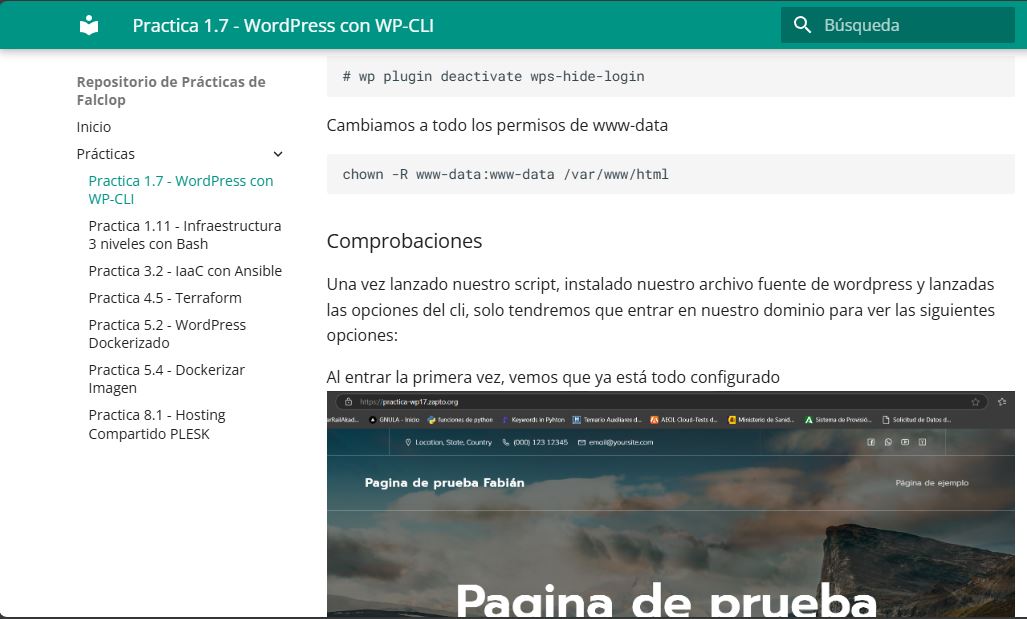 Practica 1.7 - WordPress con WP-CLI
Búsqueda
Repositorio de Prácticas de
Falclop
Inicio
Prácticas
Practica 1.7 - WordPress con
WP-CLI
Practica 1.11 - Infraestructura
3 niveles con Bash
Practica 3.2 - IaaC con Ansible
Practica 4.5 - Terraform
Practica 5.2 - WordPress
Dockerizado
Practica 5.4 - Dockerizar
Imagen
Practica 8.1 - Hosting
Compartido PLESK
# wp plugin deactivate wps-hide-login
Cambiamos a todo los permisos de www-data
chown -R www-data:www-data /var/www/html
Comprobaciones
Una vez lanzado nuestro script, instalado nuestro archivo fuente de wordpress y lanzadas
las opciones del cli, solo tendremos que entrar en nuestro dominio para ver las siguientes
opciones:
Al entrar la primera vez, vemos que ya está todo configurado
https://practica-wp17.zapto.org
GNULA - Inicio funciones de python Keywords in Pyhton Temario Auxiliares d... AEOL Cloud-Tests d... Ministerio de Sanid... Sistema de Provisió... Solicitud de Datos d...
Location, State, Country (000) 123 12345 email@yoursite.com
Pagina de prueba Fabián
Página de ejemplo
Pagina de prueba